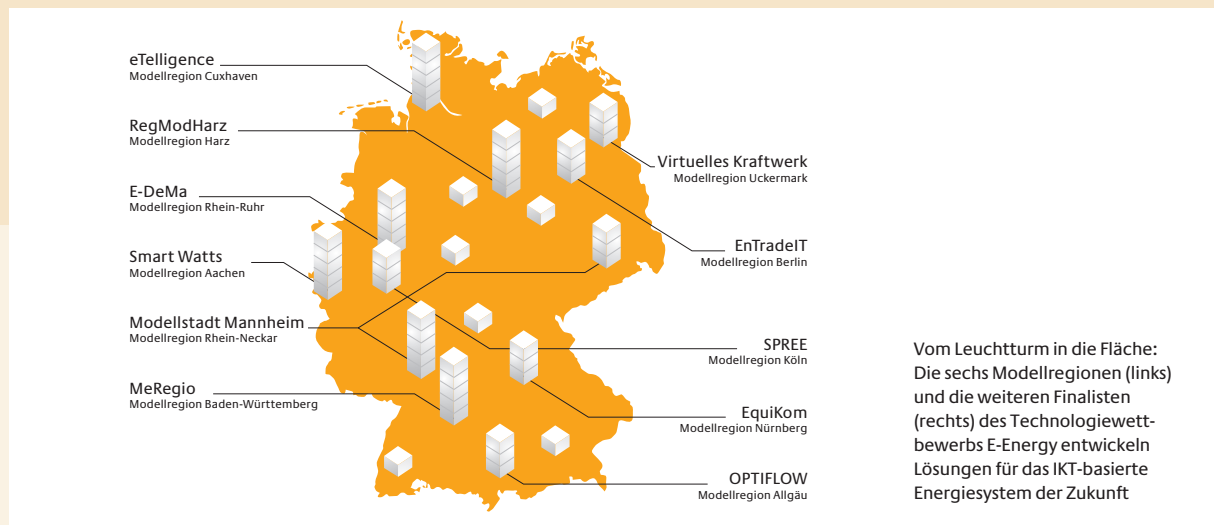 eTelligence
Modellregion Cuxhaven
RegModHarz
Modellregion Harz
E-DeMa
Modellregion Rhein-Ruhr
Smart Watts
Modellregion Aachen
Modellstadt Mannheim
Modellregion Rhein-Neckar
MeRegio
Modellregion Baden-Württemberg
Virtuelles Kraftwerk
Modellregion Uckermark
EnTradeIT
Modellregion Berlin
SPREE
Modellregion Köln
EquiKom
Modellregion Nürnberg
OPTIFLOW
Modellregion Allgäu
Vom Leuchtturm in die Fläche:
Die sechs Modellregionen (links)
und die weiteren Finalisten
(rechts) des Technologiewett-
bewerbs E-Energy entwickeln
Lösungen für das IKT-basierte
Energiesystem der Zukunft